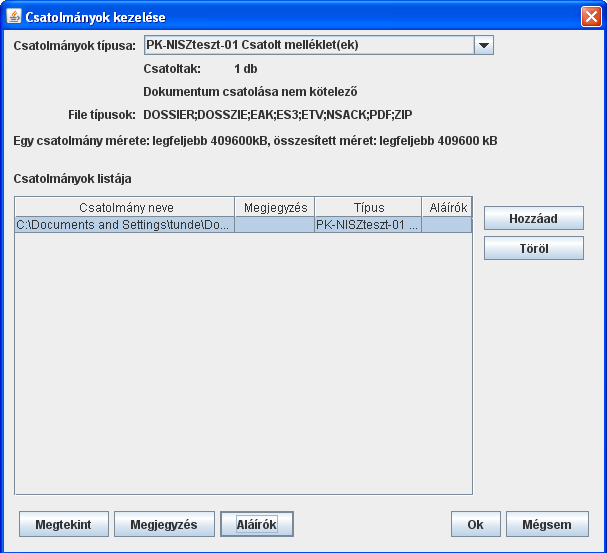 Csatolmányok kezelése
Csatolmányok típusa: PK-NISZteszt-01 Csatolt melléklet(ek)
Csatoltak: 1 db
Dokumentum csatolása nem kötelező
File típusok: DOSSIER;DOSSZIE;EAK;ES3;ETV;NSACK;PDF;ZIP
Egy csatolmány mérete: legfeljebb 409600kB, összesített méret: legfeljebb 409600 kB
Csatolmányok listája
Csatolmány neve Megjegyzés Típus Aláírók
C:\Documents and Settings\tunde\Do... PK-NISZteszt-01 ...
Hozzáad
Töröl
Megtekint Megjegyzés Aláírók Ok Mégsem